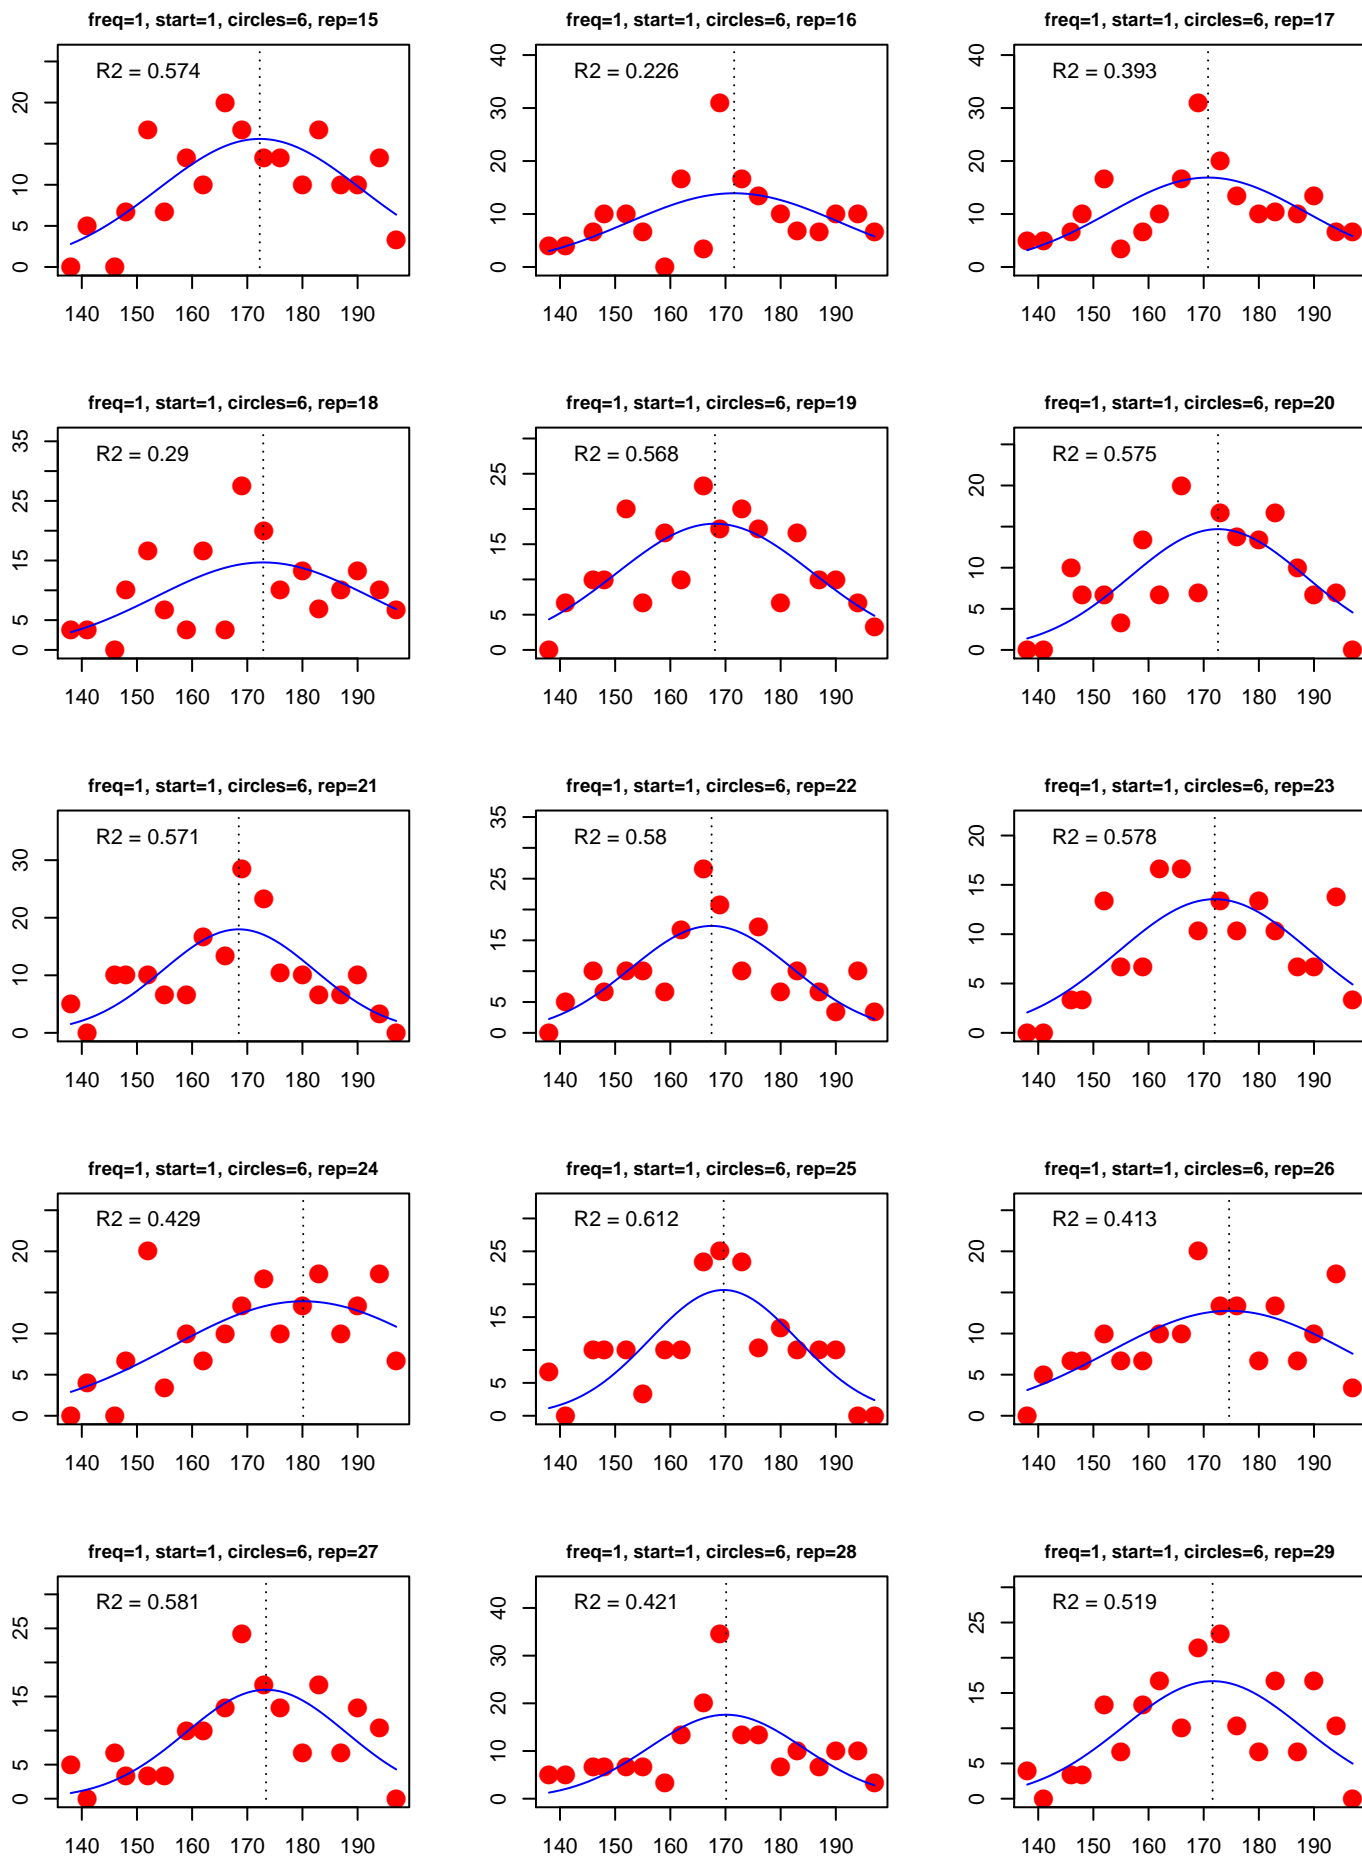 freq=1, start=1, circles=6, rep=15
R2 = 0.574
0 5 10 20
140 150 160 170 180 190
freq=1, start=1, circles=6, rep=16
R2 = 0.226
0 10 20 30 40
140 150 160 170 180 190
freq=1, start=1, circles=6, rep=17
R2 = 0.393
0 10 20 30 40
140 150 160 170 180 190
freq=1, start=1, circles=6, rep=18
R2 = 0.29
0 5 15 25 35
140 150 160 170 180 190
freq=1, start=1, circles=6, rep=19
R2 = 0.568
0 5 15 25
140 150 160 170 180 190
freq=1, start=1, circles=6, rep=20
R2 = 0.575
0 5 10 20
140 150 160 170 180 190
freq=1, start=1, circles=6, rep=21
R2 = 0.571
0 10 20 30
140 150 160 170 180 190
freq=1, start=1, circles=6, rep=22
R2 = 0.58
0 5 15 25 35
140 150 160 170 180 190
freq=1, start=1, circles=6, rep=23
R2 = 0.578
0 5 10 15 20
140 150 160 170 180 190
freq=1, start=1, circles=6, rep=24
R2 = 0.429
0 5 10 20
140 150 160 170 180 190
freq=1, start=1, circles=6, rep=25
R2 = 0.612
0 5 15 25
140 150 160 170 180 190
freq=1, start=1, circles=6, rep=26
R2 = 0.413
0 5 10 20
140 150 160 170 180 190
freq=1, start=1, circles=6, rep=27
R2 = 0.581
0 5 15 25
140 150 160 170 180 190
freq=1, start=1, circles=6, rep=28
R2 = 0.421
0 10 20 30 40
140 150 160 170 180 190
freq=1, start=1, circles=6, rep=29
R2 = 0.519
0 5 15 25
140 150 160 170 180 190